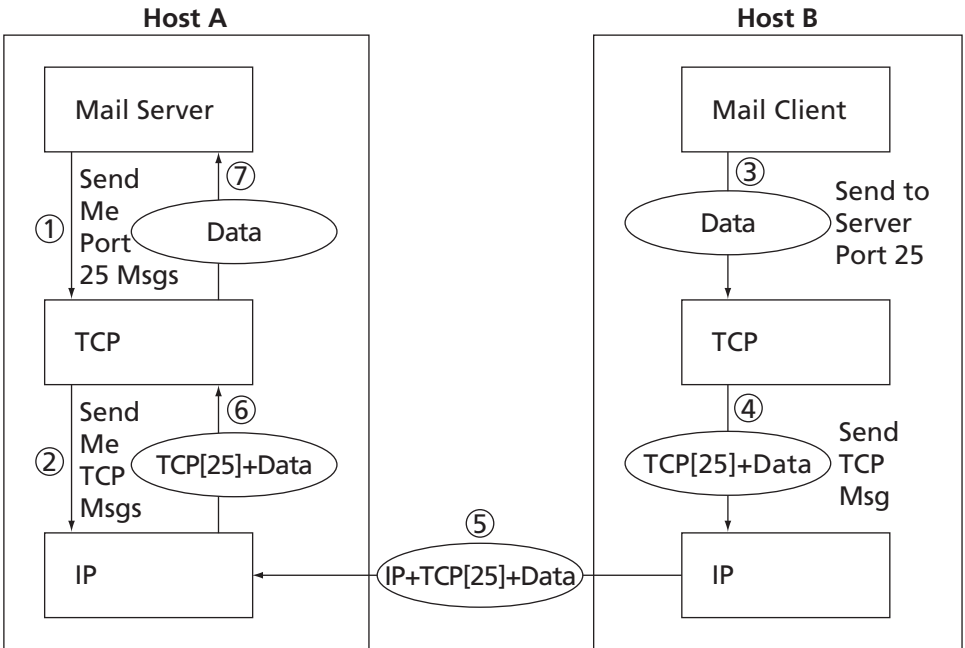 Host A
Mail Server
① Send
Me
Port
25 Msgs
⑦
Data
TCP
② Send
Me
TCP
Msgs
⑥
TCP[25]+Data
IP
⑤
IP+TCP[25]+Data
Host B
Mail Client
③
Data
Send to
Server
Port 25
TCP
④
TCP[25]+Data
Send
TCP
Msg
IP